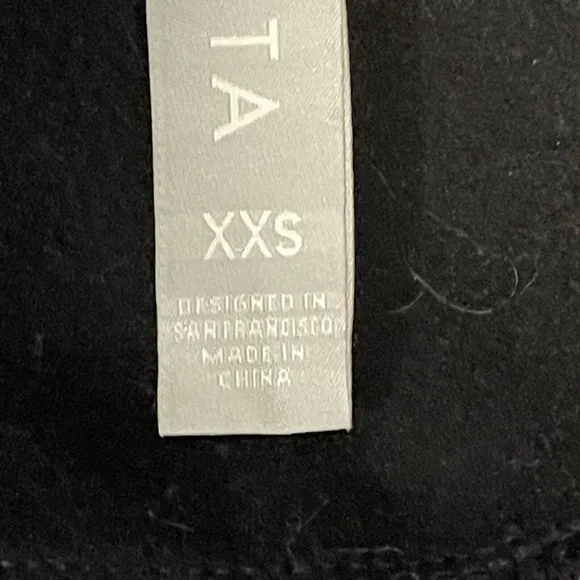 TA
XXS
DESIGNED IN
SAN FRANCISCO
MADE IN
CHINA